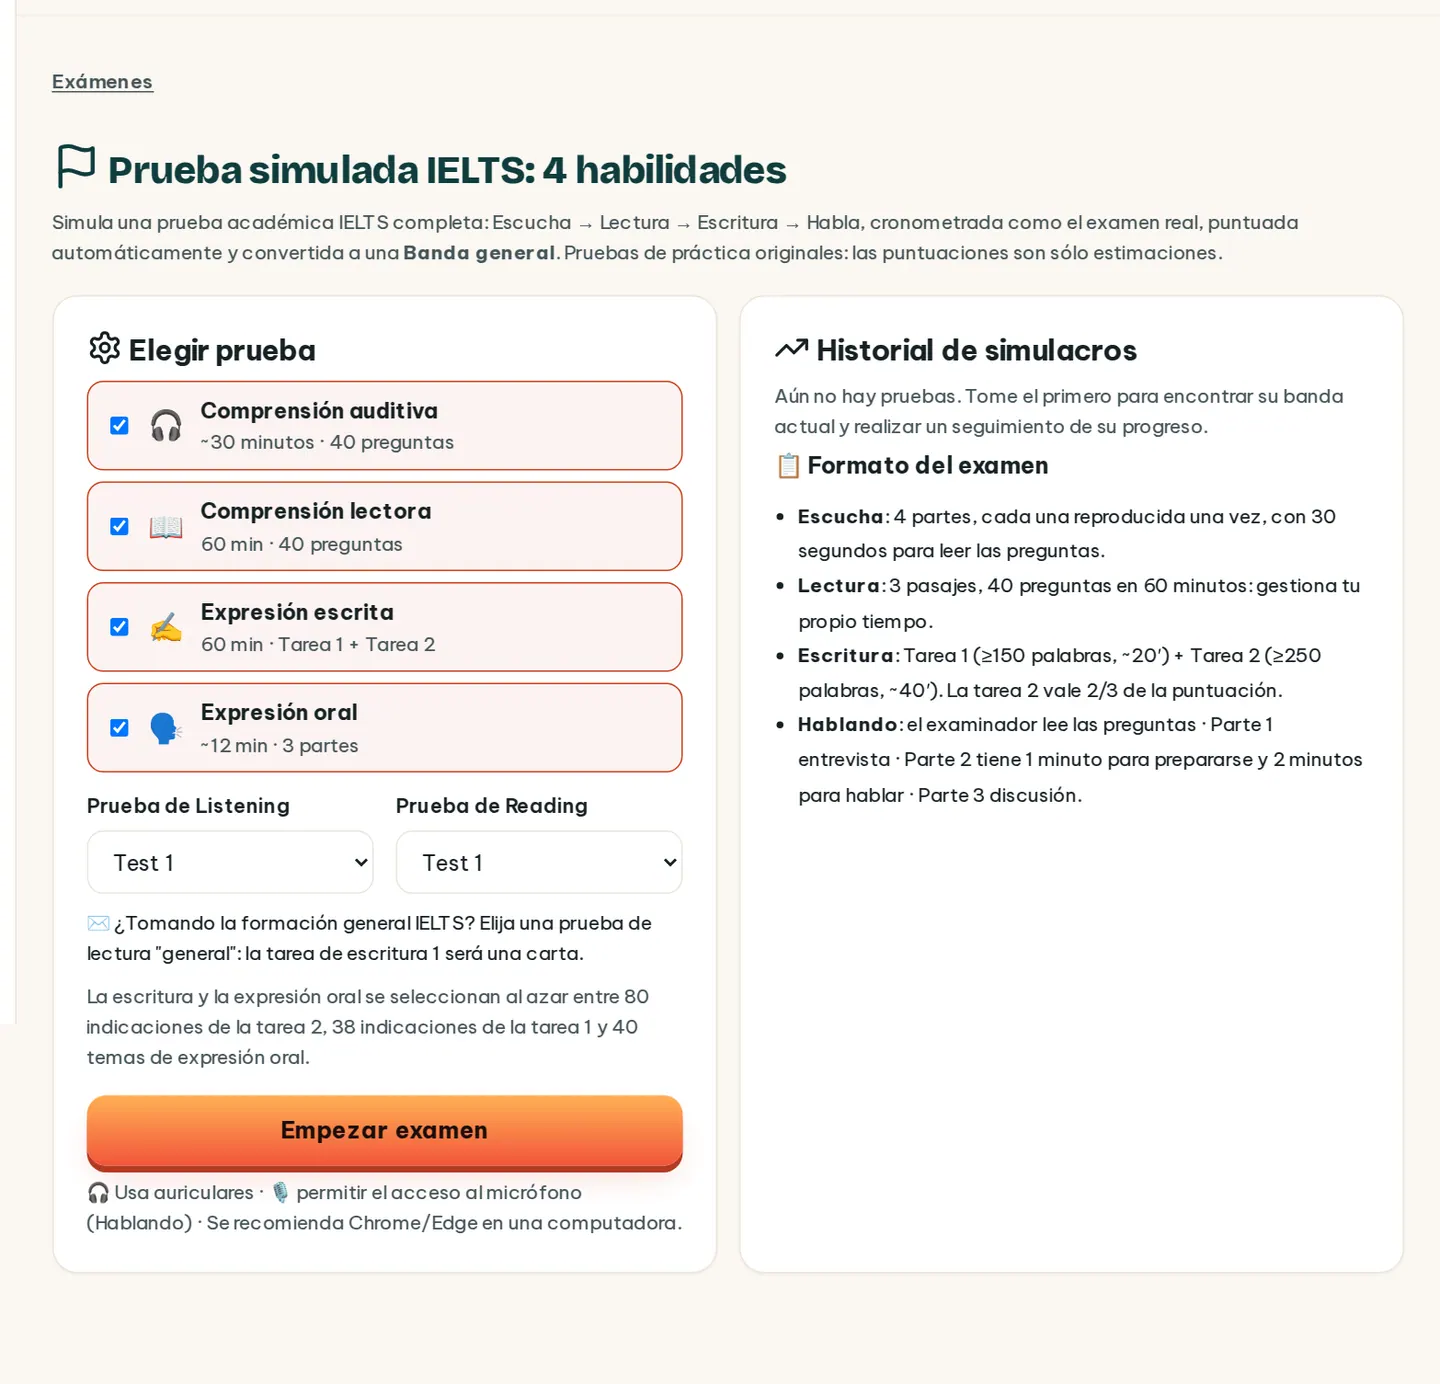 Exámenes
Prueba simulada IELTS: 4 habilidades
Simula una prueba académica IELTS completa: Escucha → Lectura → Escritura → Habla, cronometrada como el examen real, puntuada
automáticamente y convertida a una Banda general. Pruebas de práctica originales: las puntuaciones son sólo estimaciones.
Elegir prueba
Comprensión auditiva
~30 minutos · 40 preguntas
Comprensión lectora
60 min · 40 preguntas
Expresión escrita
60 min · Tarea 1 + Tarea 2
Expresión oral
~12 min · 3 partes
Prueba de Listening
Prueba de Reading
Test 1
Test 1
✉️ ¿Tomando la formación general IELTS? Elija una prueba de
lectura "general": la tarea de escritura 1 será una carta.
La escritura y la expresión oral se seleccionan al azar entre 80
indicaciones de la tarea 2, 38 indicaciones de la tarea 1 y 40
temas de expresión oral.
Empezar examen
🎧 Usa auriculares · 🎙️ permitir el acceso al micrófono
(Hablando) · Se recomienda Chrome/Edge en una computadora.
Historial de simulacros
Aún no hay pruebas. Tome el primero para encontrar su banda
actual y realizar un seguimiento de su progreso.
📋 Formato del examen
• Escucha: 4 partes, cada una reproducida una vez, con 30
segundos para leer las preguntas.
• Lectura: 3 pasajes, 40 preguntas en 60 minutos: gestiona tu
propio tiempo.
• Escritura: Tarea 1 (≥150 palabras, ~20′) + Tarea 2 (≥250
palabras, ~40′). La tarea 2 vale 2/3 de la puntuación.
• Hablando: el examinador lee las preguntas · Parte 1
entrevista · Parte 2 tiene 1 minuto para prepararse y 2 minutos
para hablar · Parte 3 discusión.